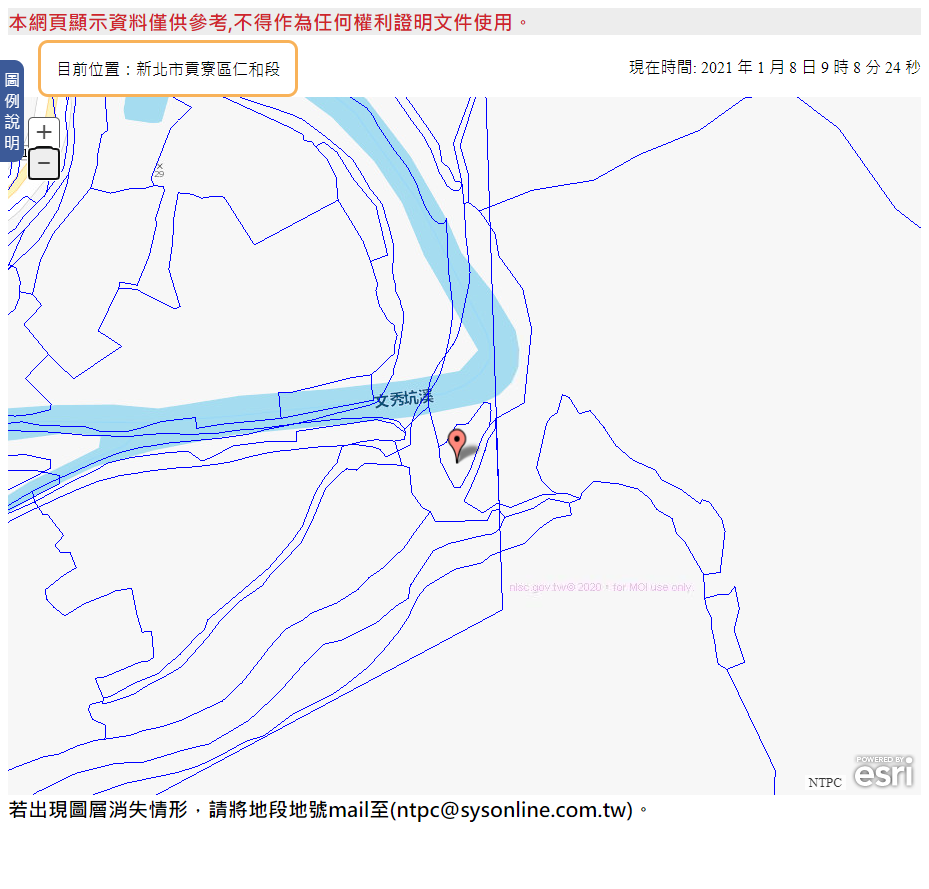 本網頁顯示資料僅供參考,不得作為任何權利證明文件使用。
目前位置：新北市貢寮區仁和段
現在時間: 2021 年 1 月 8 日 9 時 8 分 24 秒
圖例說明
+
−
29
文秀坑溪
nlsc.gov.tw© 2020，for MOI use only.
NTPC
POWERED BY
esri
若出現圖層消失情形，請將地段地號mail至(ntpc@sysonline.com.tw)。